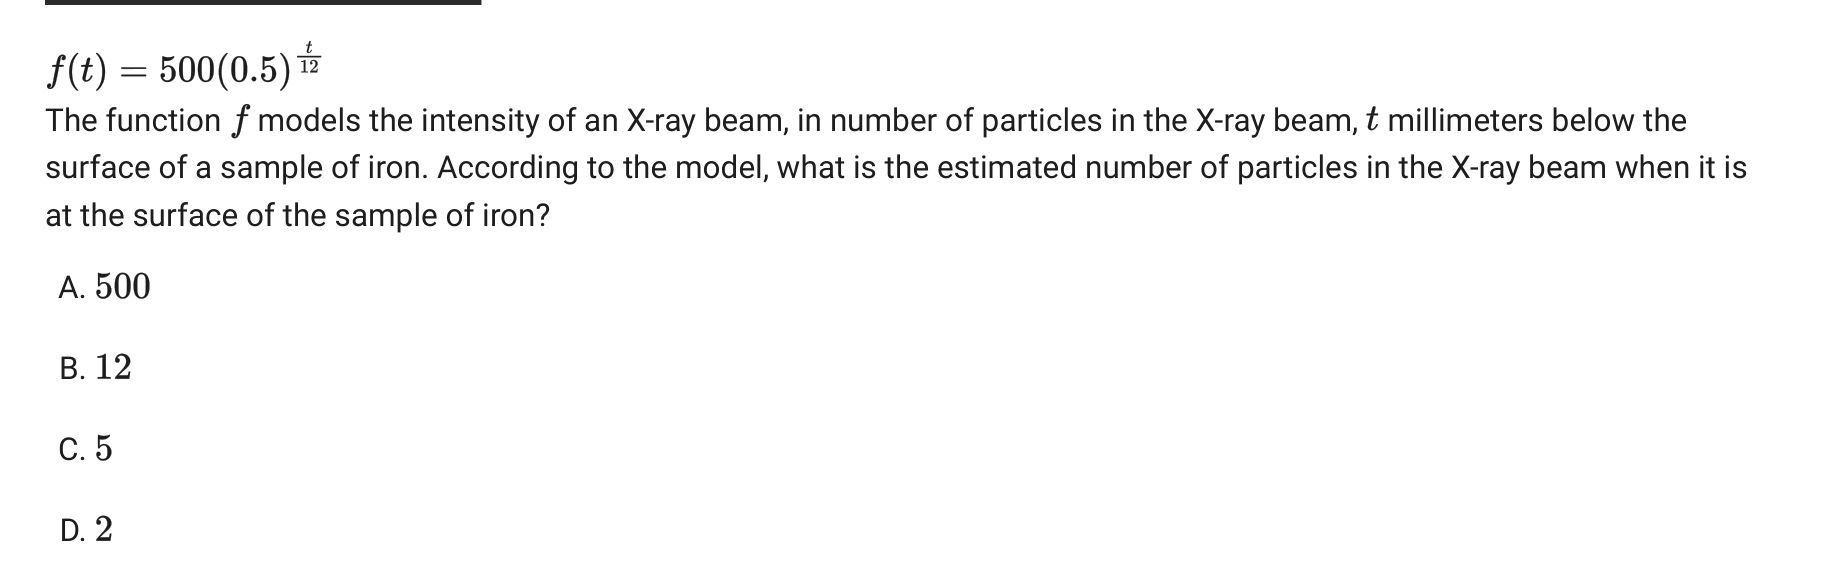 f(t) = 500(0.5)^{\frac{t}{12}}
The function f models the intensity of an X-ray beam, in number of particles in the X-ray beam, t millimeters below the
surface of a sample of iron. According to the model, what is the estimated number of particles in the X-ray beam when it is
at the surface of the sample of iron?
A. 500
B. 12
C. 5
D. 2